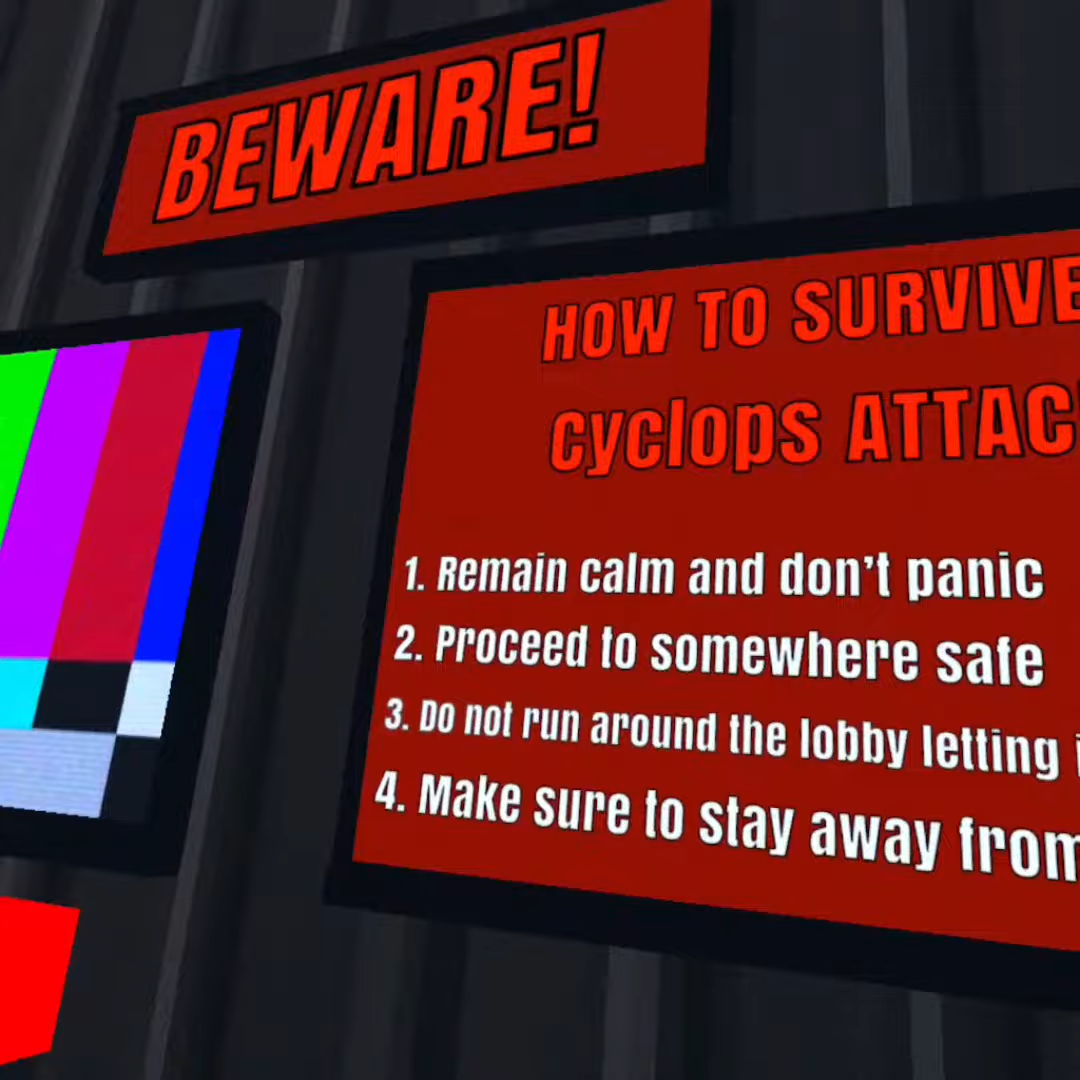 BEWARE!
HOW TO SURVIVE
cyclops ATTAC
1. Remain calm and don't panic
2. Proceed to somewhere safe
3. Do not run around the lobby letting
4. Make sure to stay away from